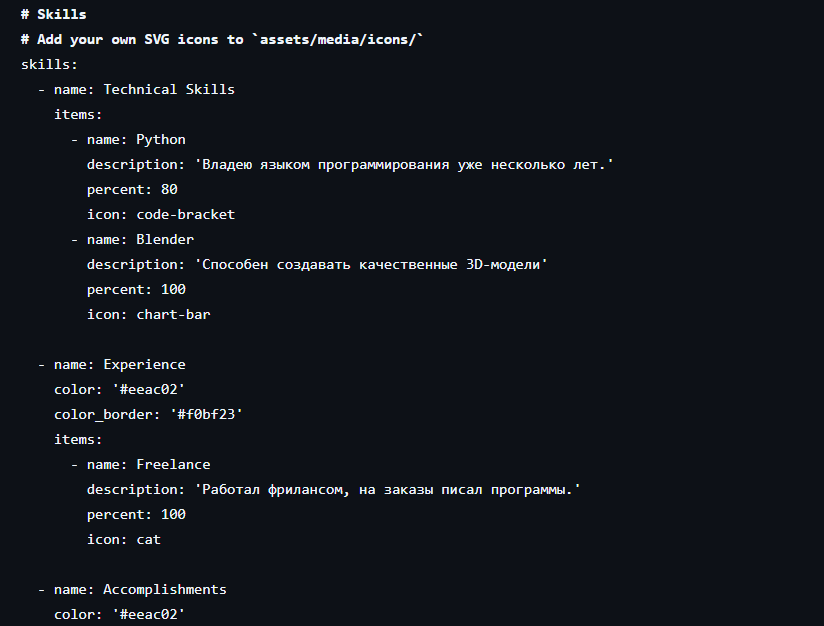 # Skills
# Add your own SVG icons to `assets/media/icons/`
skills:
  - name: Technical Skills
    items:
      - name: Python
        description: 'Владею языком программирования уже несколько лет.'
        percent: 80
        icon: code-bracket
      - name: Blender
        description: 'Способен создавать качественные 3D-модели'
        percent: 100
        icon: chart-bar
  - name: Experience
    color: '#eeac02'
    color_border: '#f0bf23'
    items:
      - name: Freelance
        description: 'Работал фрилансом, на заказы писал программы.'
        percent: 100
        icon: cat
  - name: Accomplishments
    color: '#eeac02'